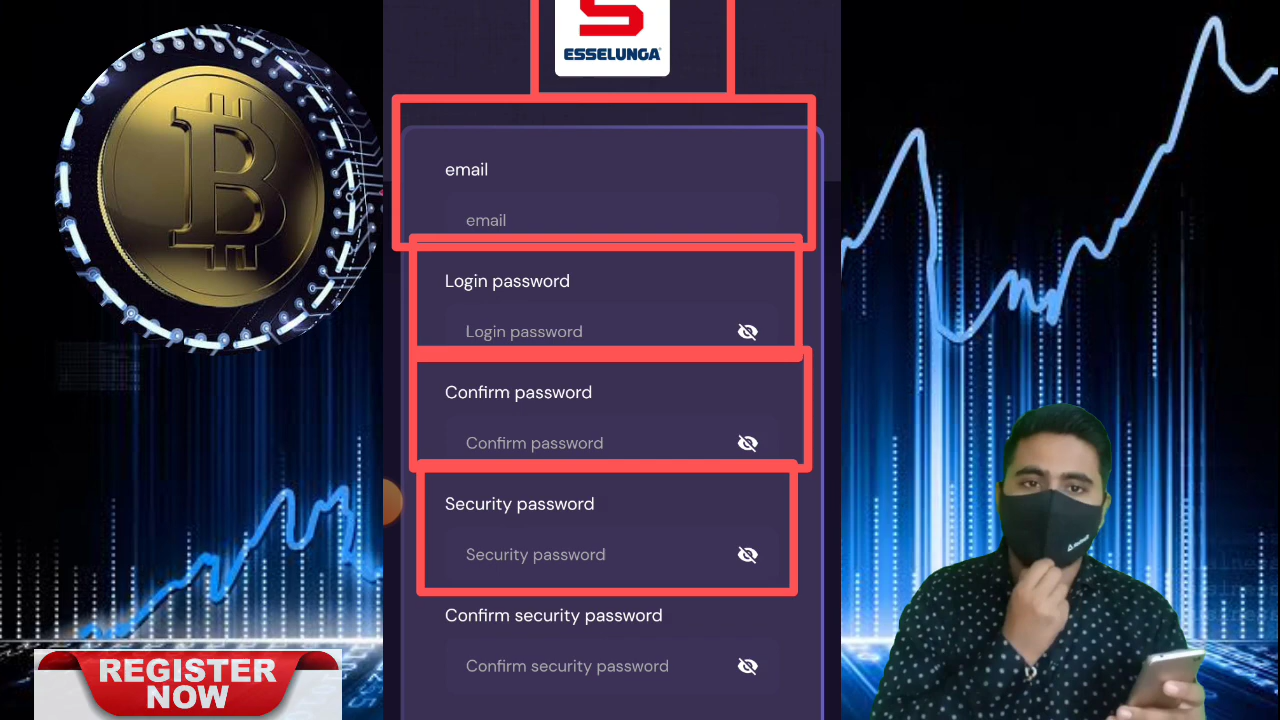 ESSELUNGA
email
email
Login password
Login password
Confirm password
Confirm password
Security password
Security password
Confirm security password
Confirm security password
REGISTER
NOW